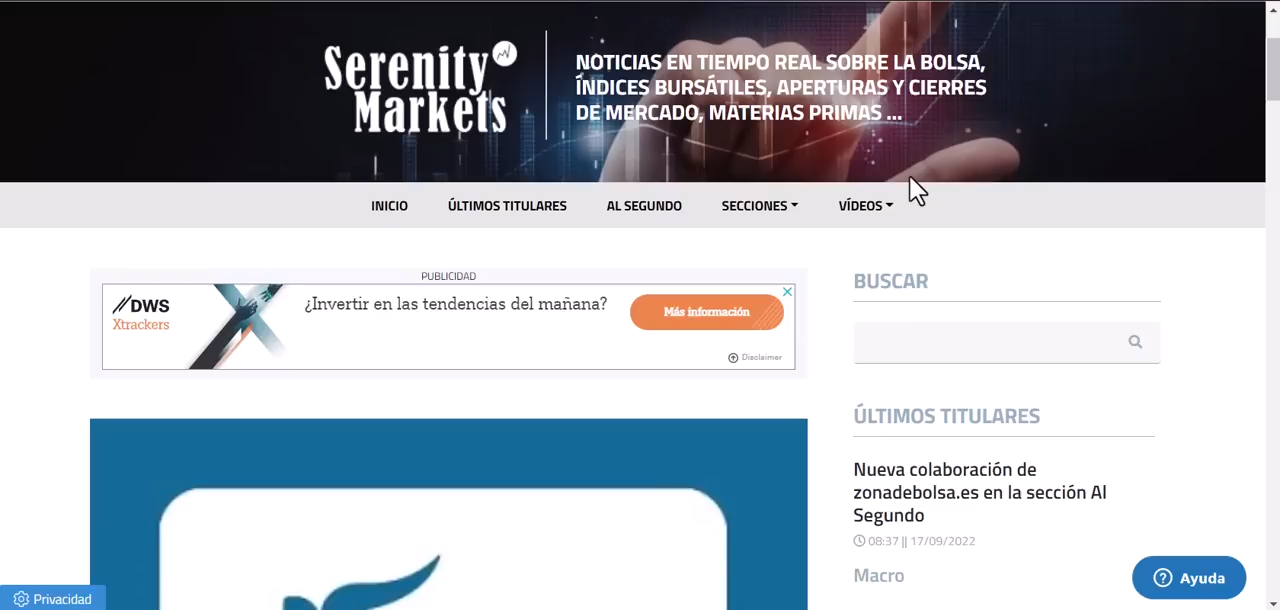 Serenity
Markets
NOTICIAS EN TIEMPO REAL SOBRE LA BOLSA,
ÍNDICES BURSÁTILES, APERTURAS Y CIERRES
DE MERCADO, MATERIAS PRIMAS ...
INICIO
ÚLTIMOS TITULARES
AL SEGUNDO
SECCIONES
VÍDEOS
PUBLICIDAD
DWS
Xtrackers
¿Invertir en las tendencias del mañana?
Más información
Disclaimer
BUSCAR
ÚLTIMOS TITULARES
Nueva colaboración de
zonadebolsa.es en la sección Al
Segundo
08:37 || 17/09/2022
Macro
Privacidad
Ayuda